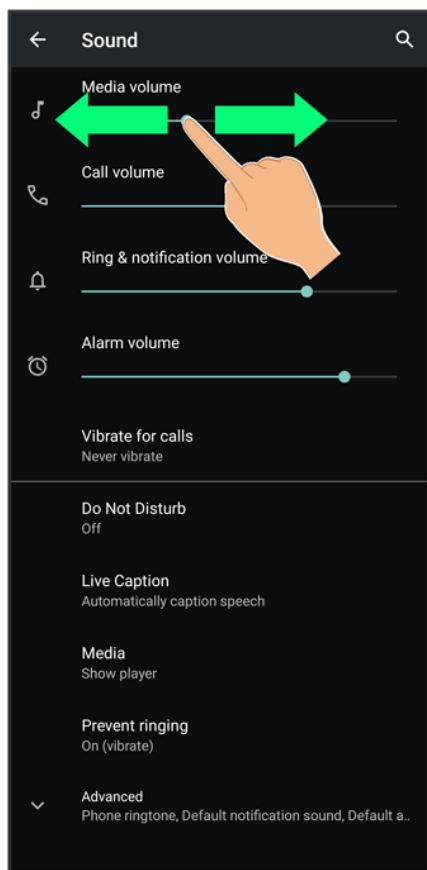 Sound
Media volume
Call volume
Ring & notification volume
Alarm volume
Vibrate for calls
Never vibrate
Do Not Disturb
Off
Live Caption
Automatically caption speech
Media
Show player
Prevent ringing
On (vibrate)
Advanced
Phone ringtone, Default notification sound, Default a..